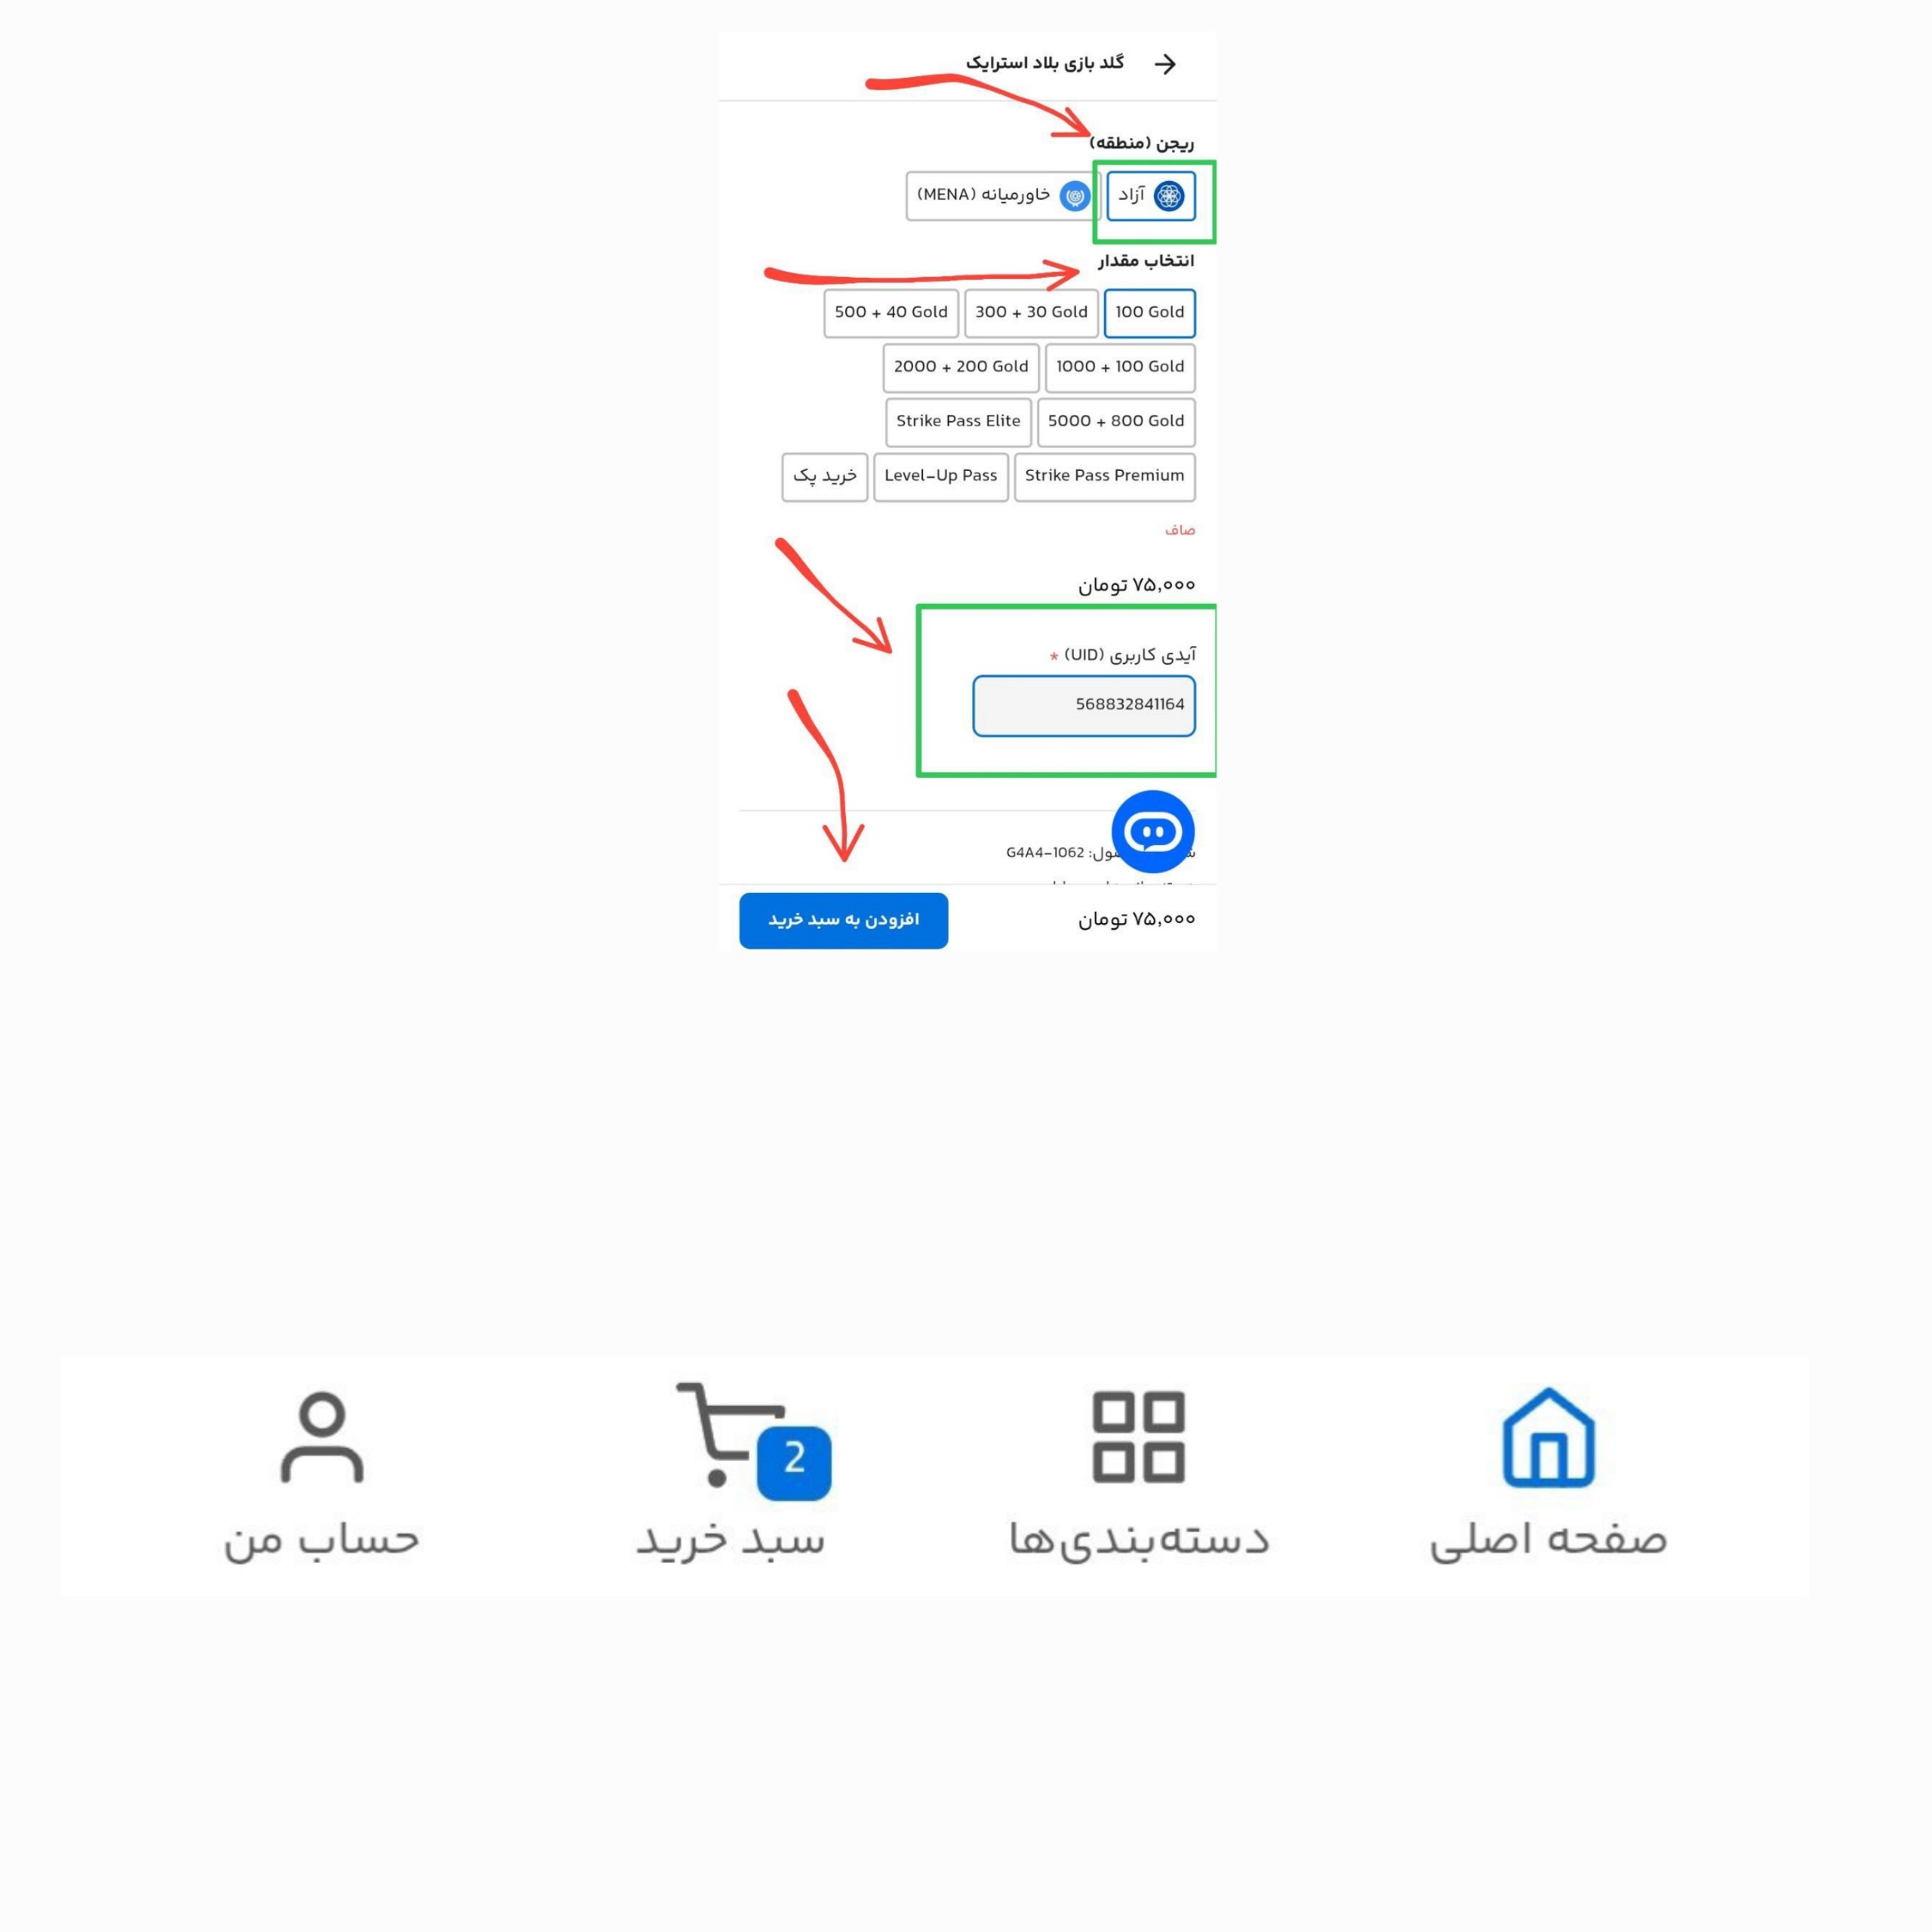 گلد بازی بلاد استرایک
ریجن (منطقه)
آزاد
خاورمیانه (MENA)
انتخاب مقدار
100 Gold
300 + 30 Gold
500 + 40 Gold
1000 + 100 Gold
2000 + 200 Gold
5000 + 800 Gold
Strike Pass Elite
Strike Pass Premium
Level-Up Pass
خرید پک
صاف
۷۵,۰۰۰ تومان
آیدی کاربری (UID) *
568832841164
G4A4-1062
۷۵,۰۰۰ تومان
افزودن به سبد خرید
صفحه اصلی
دسته‌بندی‌ها
2
سبد خرید
حساب من